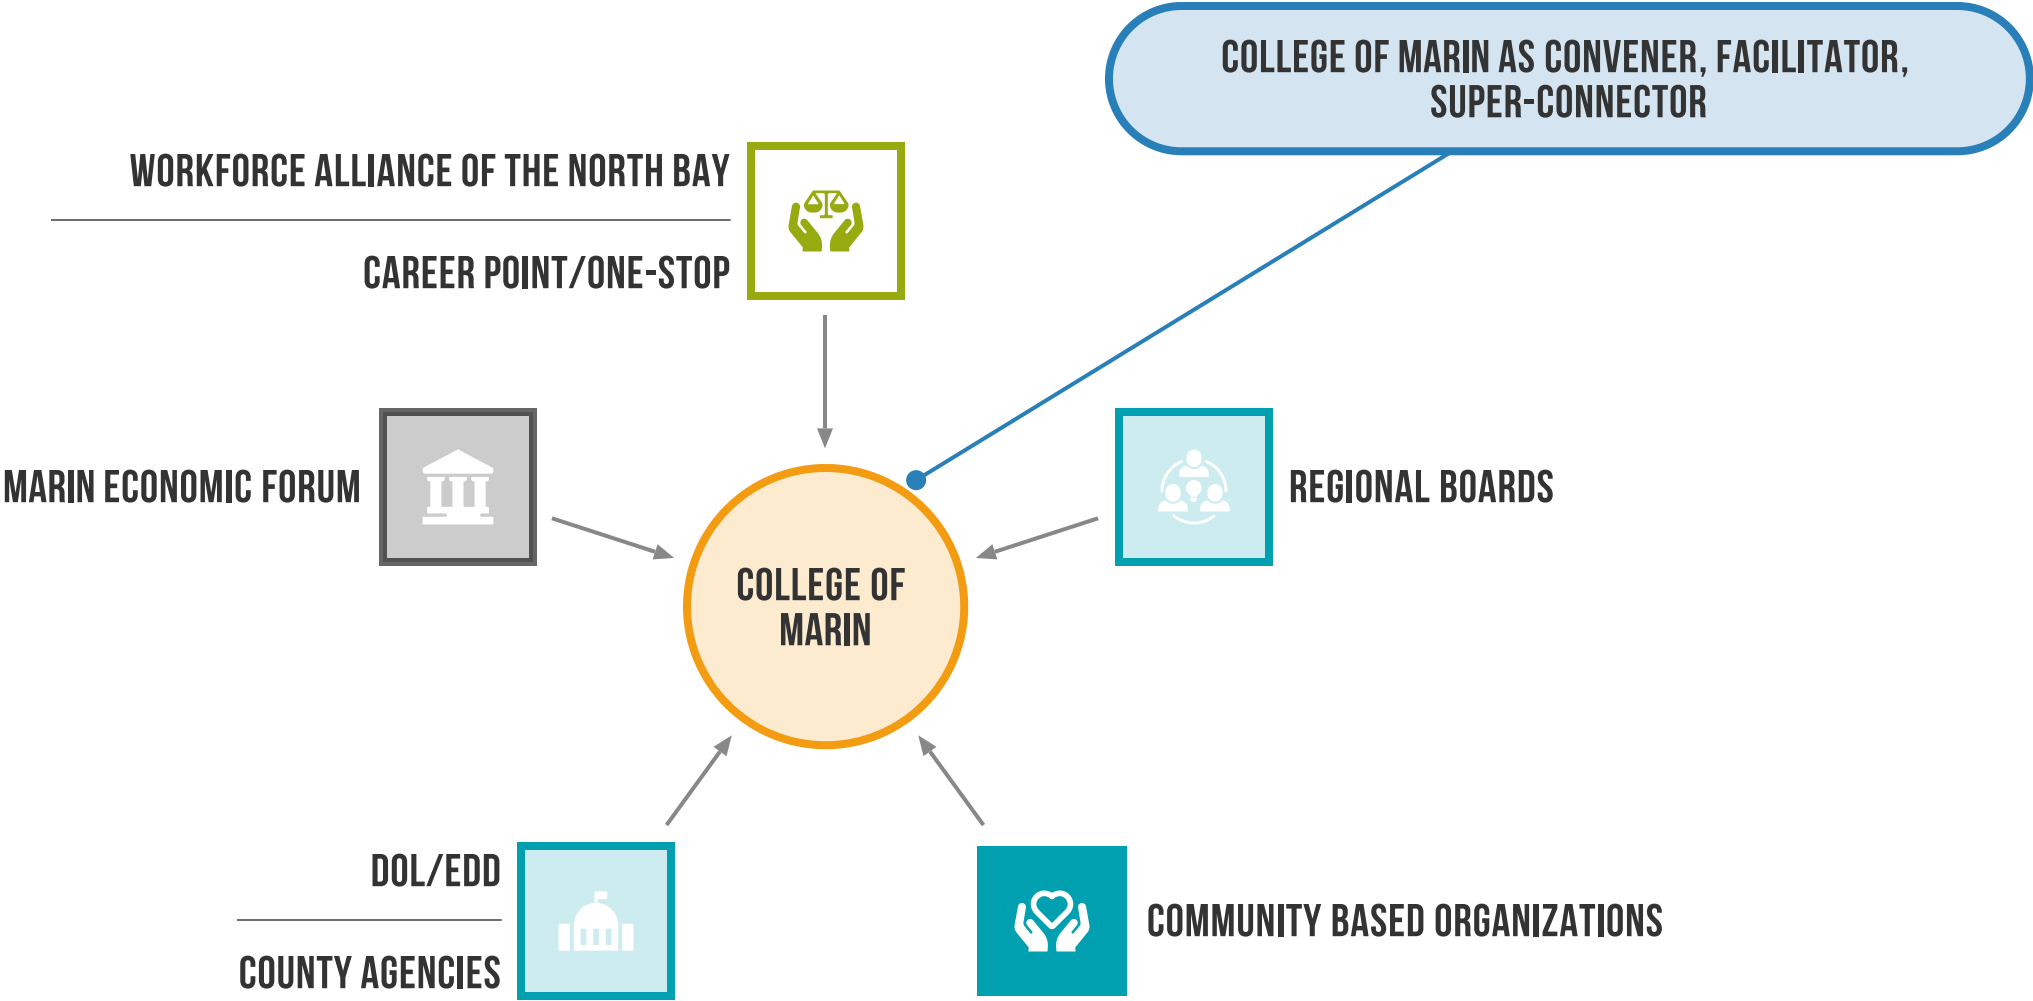 COLLEGE OF MARIN AS CONVENER, FACILITATOR,
SUPER-CONNECTOR
WORKFORCE ALLIANCE OF THE NORTH BAY
CAREER POINT/ONE-STOP
MARIN ECONOMIC FORUM
REGIONAL BOARDS
COLLEGE OF
MARIN
DOL/EDD
COUNTY AGENCIES
COMMUNITY BASED ORGANIZATIONS